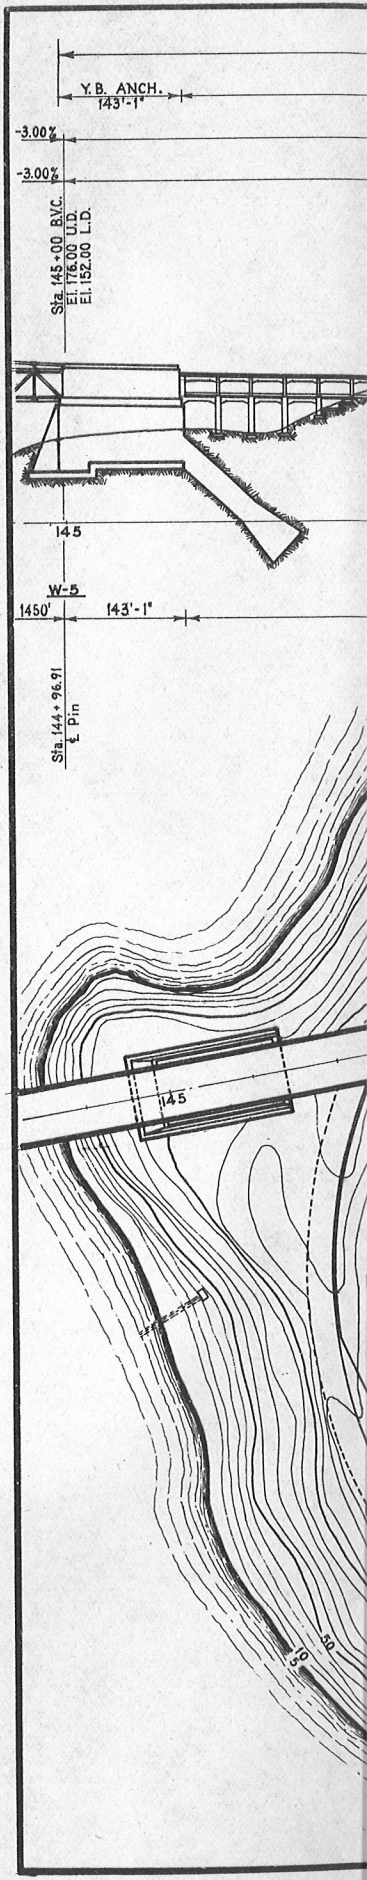 Y. B. ANCH.
143'-1"
-3.00%
-3.00%
Sta. 145+00 B.V.C.
El. 176.00 U.D.
El. 152.00 L.D.
145
W-5
1450' 143'-1"
Sta. 144+96.91
℄ Pin
145
50
10
5